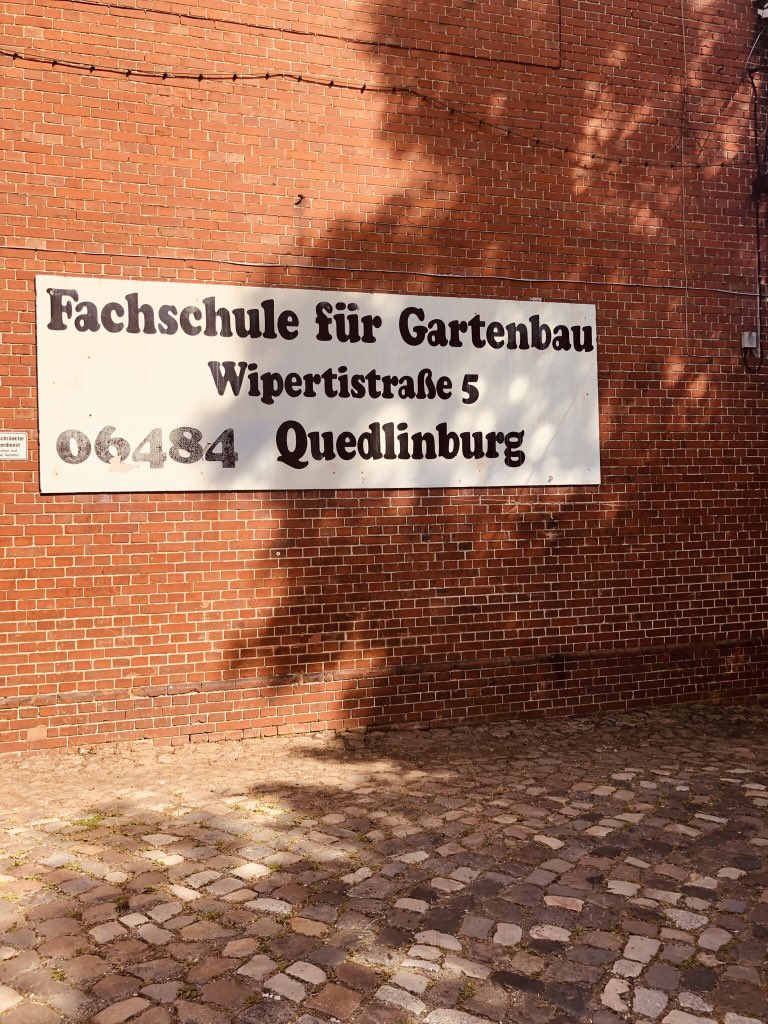 Fachschule für Gartenbau
Wipertistraße 5
06484 Quedlinburg